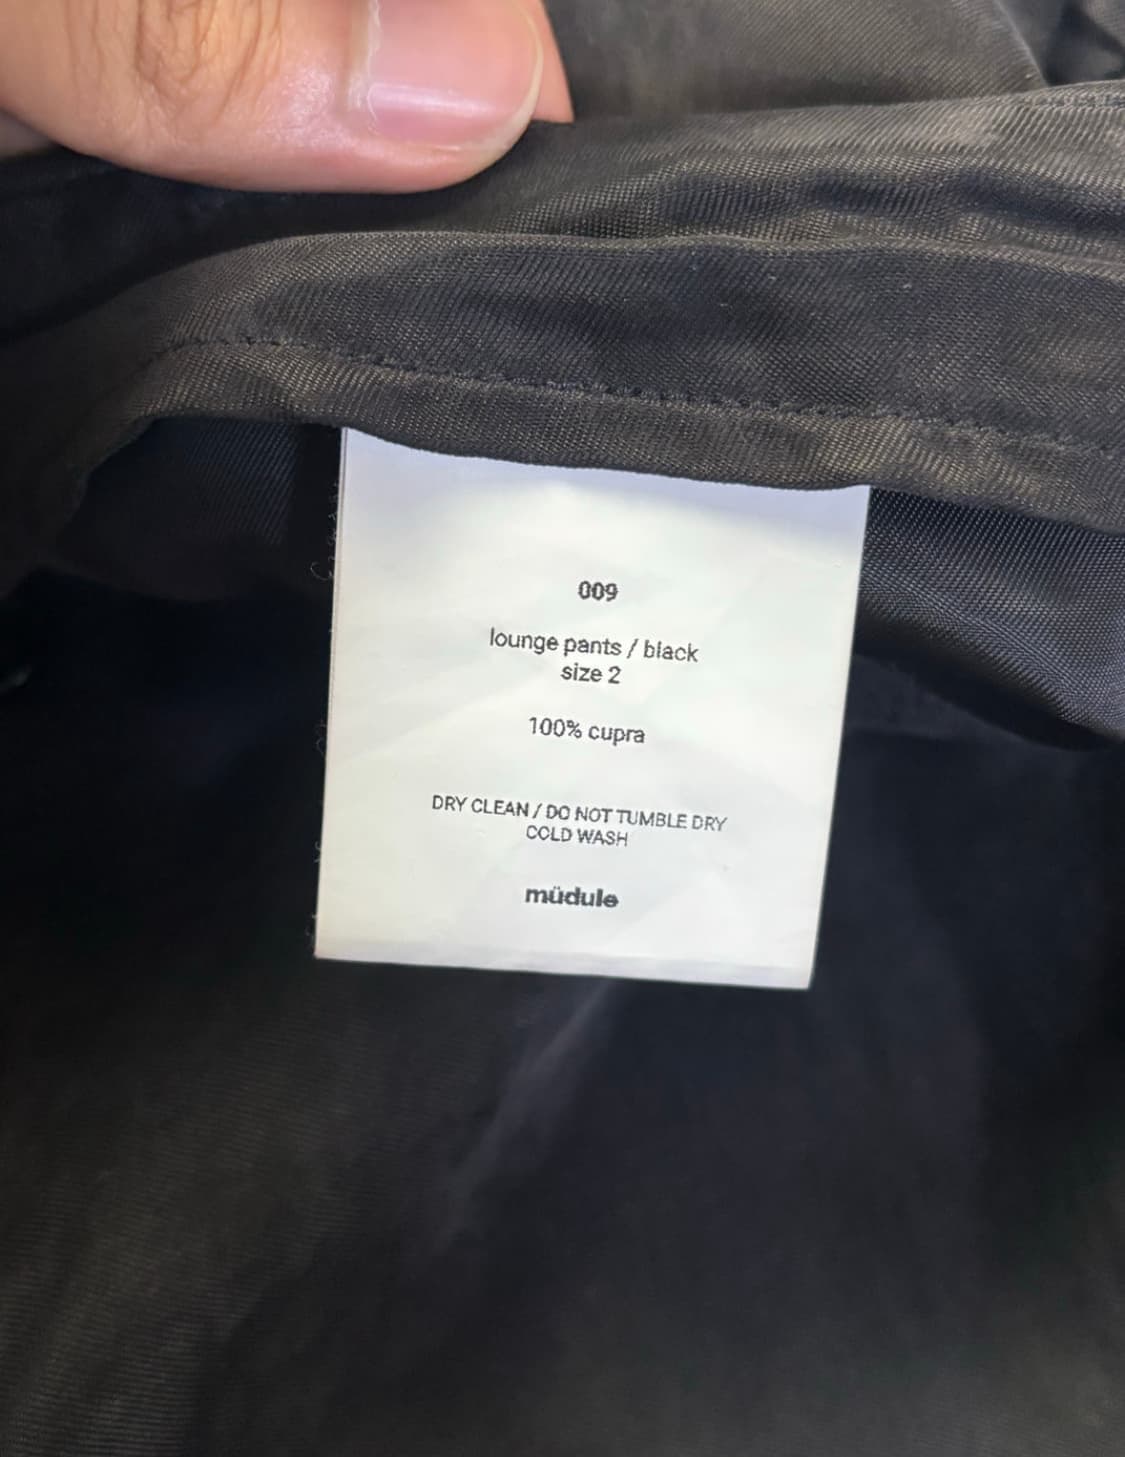 009
lounge pants / black
size 2
100% cupra
DRY CLEAN / DO NOT TUMBLE DRY
COLD WASH
müdule